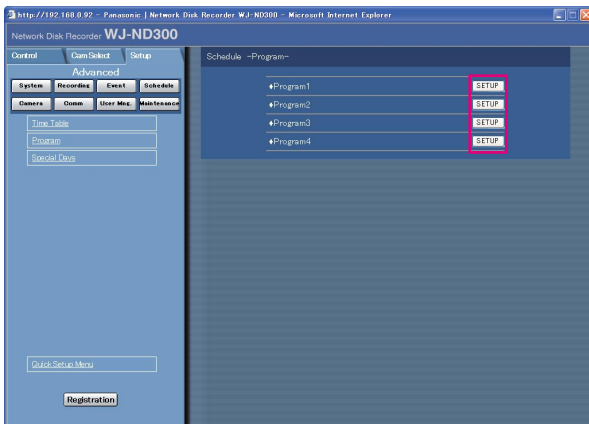 http://192.168.0.92 - Panasonic | Network Disk Recorder WJ-ND300 - Microsoft Internet Explorer
Network Disk Recorder WJ-ND300
Control Cam Select Setup
Advanced
System Recording Event Schedule
Camera Comm User Mng. Maintenance
Time Table
Program
Special Days
Quick Setup Menu
Registration
Schedule -Program-
♦Program1 SETUP
♦Program2 SETUP
♦Program3 SETUP
♦Program4 SETUP